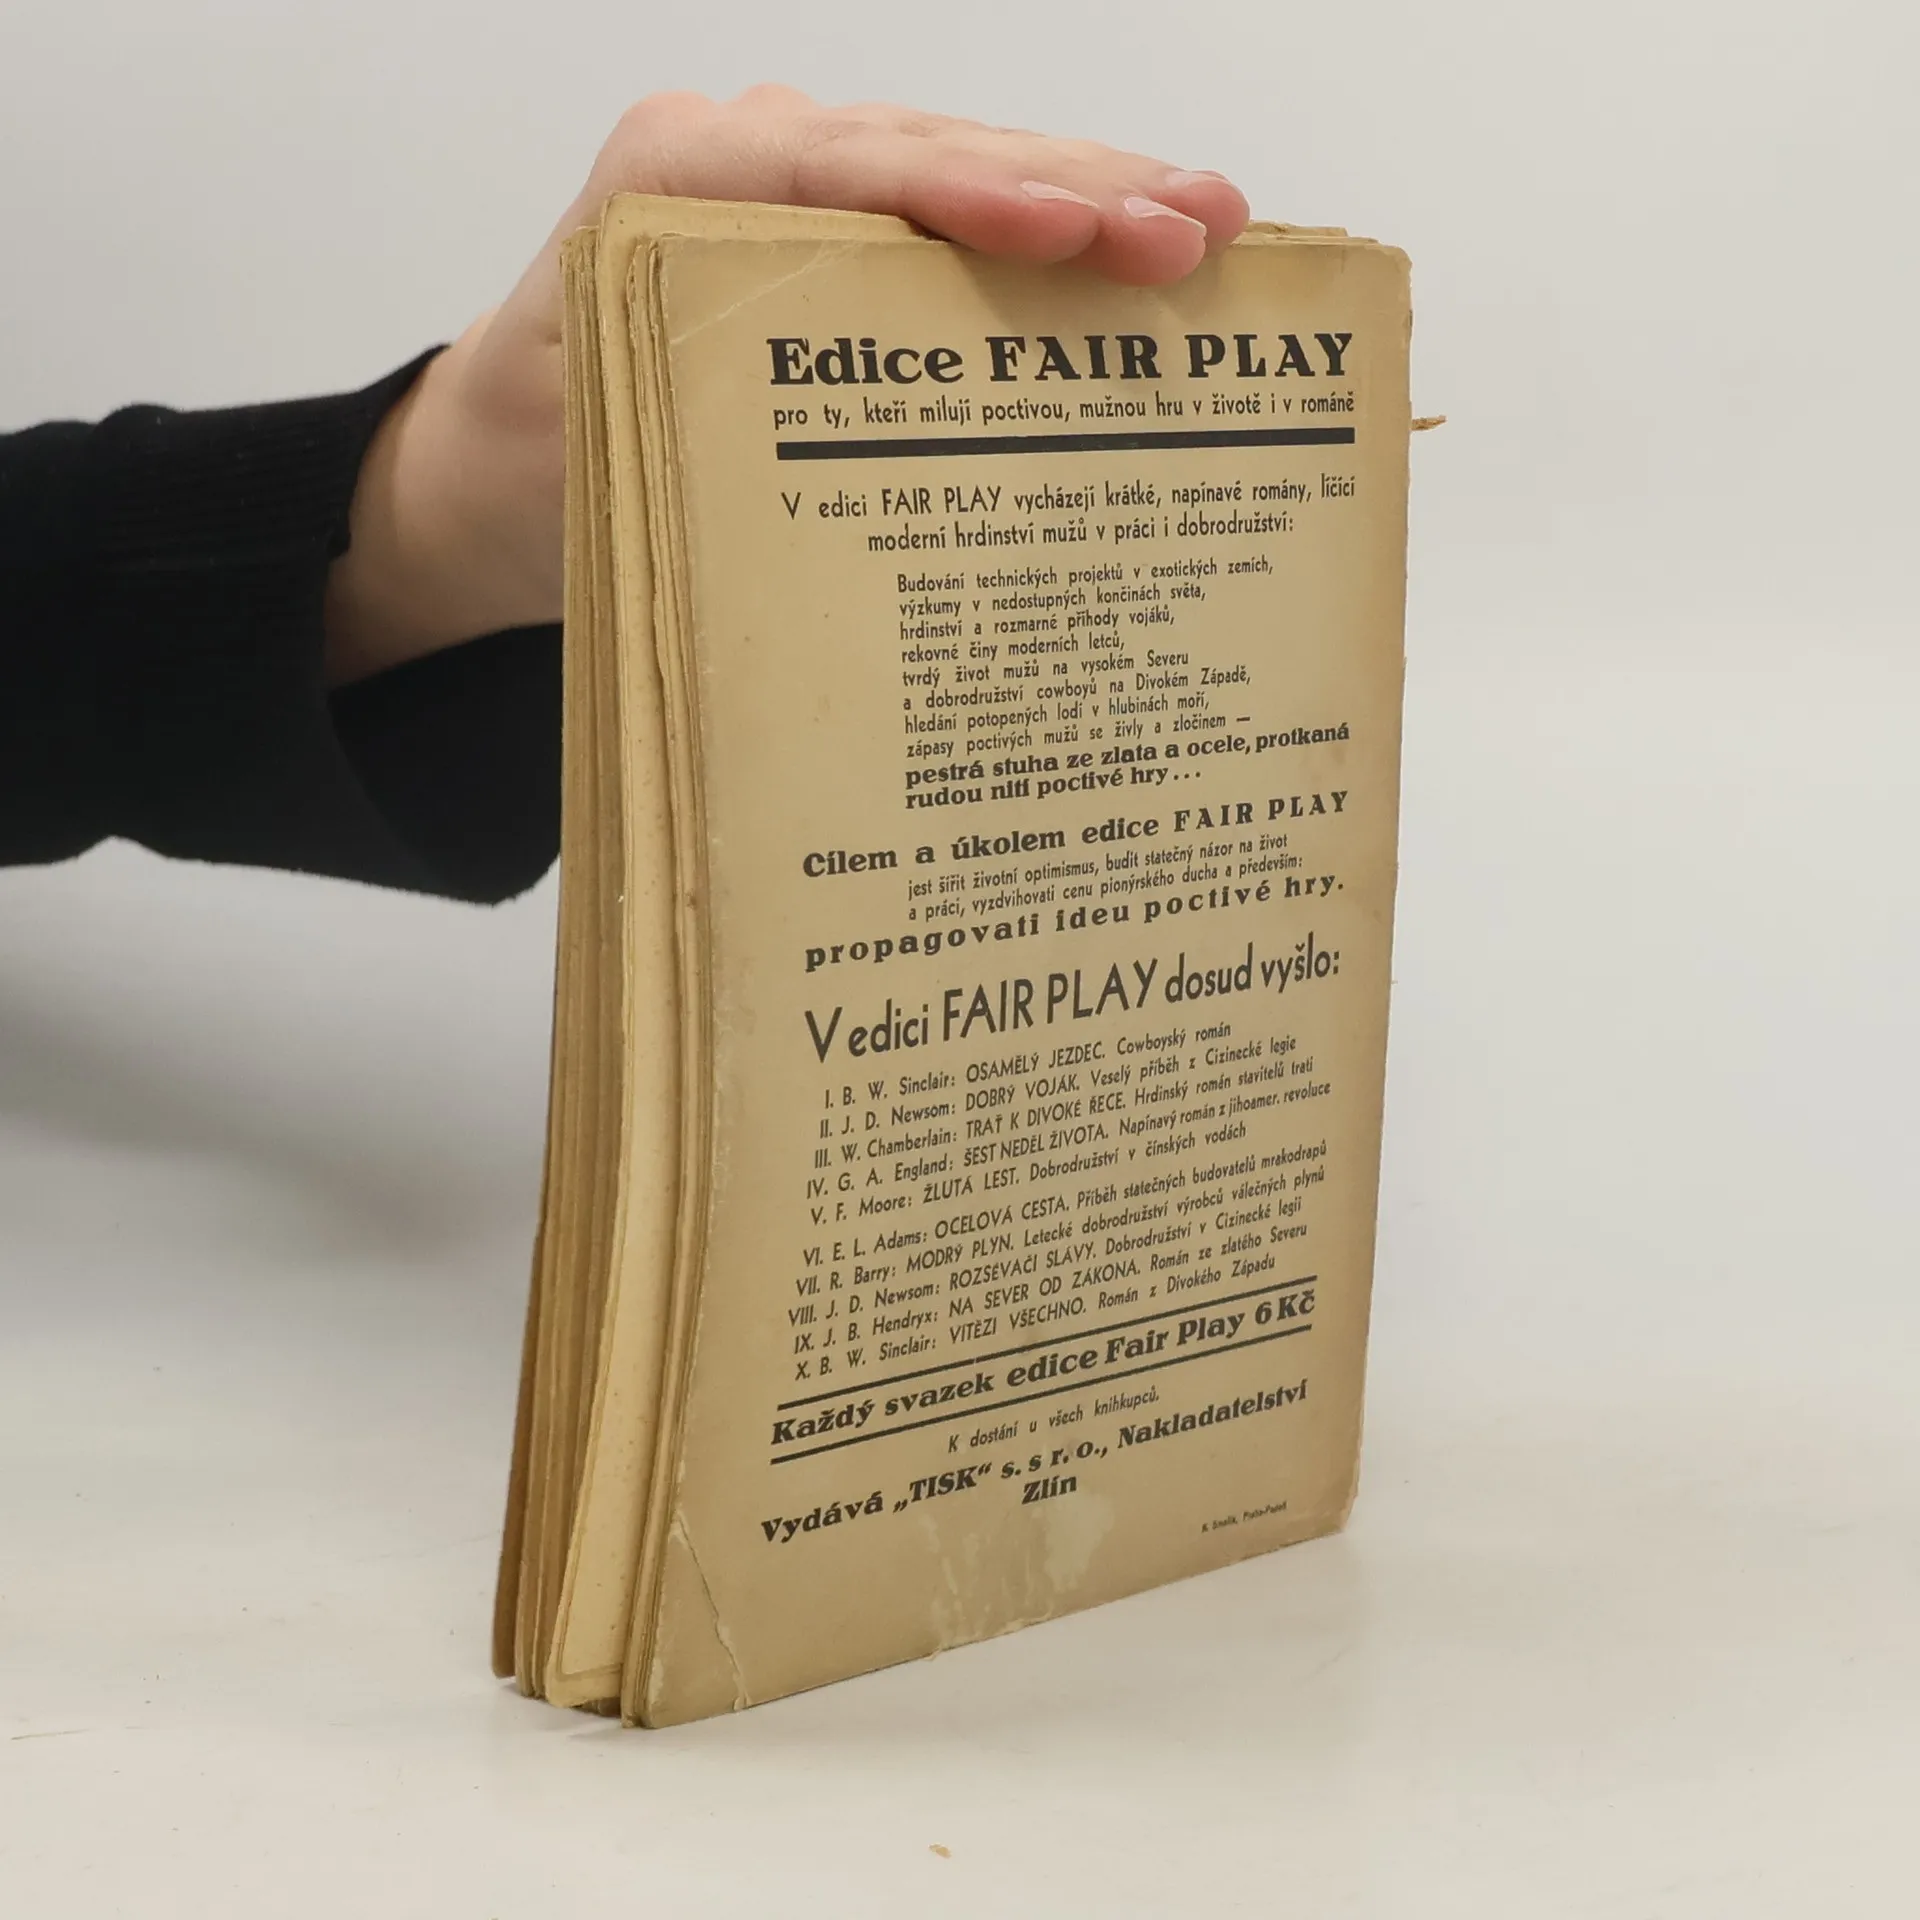 Edice FAIR PLAY
pro ty, kteří milují poctivou, mužnou hru v životě i v románě
V edici FAIR PLAY vycházejí krátké, napínavé romány, líčící
moderní hrdinství mužů v práci i dobrodružství:
Budování technických projektů v exotických zemích,
výzkumy v nedostupných končinách světa,
hrdinství a rozmarné příhody vojáků,
rekovné činy moderních letců,
tvrdý život mužů na vysokém Severu
a dobrodružství cowboyů na Divokém Západě,
hledání potopených lodí v hlubinách moří,
zápasy poctivých mužů se živly a zločinem —
pestrá stuha ze zlata a ocele, protkaná
rudou nití poctivé hry...
Cílem a úkolem edice FAIR PLAY
jest šířit životní optimismus, budit statečný názor na život
a práci, vyzdvihovati cenu pionýrského ducha a především:
propagovati ideu poctivé hry.
V edici FAIR PLAY dosud vyšlo:
I. B. W. Sinclair: OSAMĚLÝ JEZDEC. Cowboyský román
II. J. D. Newsom: DOBRÝ VOJÁK. Veselý příběh z Cizinecké legie
III. W. Chamberlain: TRAŤ K DIVOKÉ ŘECE. Hrdinský román stavitelů trati
IV. G. A. England: ŠEST NEDĚL ŽIVOTA. Napínavý román z jihoamer. revoluce
V. F. Moore: ŽLUTÁ LEST. Dobrodružství v čínských vodách
VI. E. L. Adams: OCELOVÁ CESTA. Příběh statečných budovatelů mrakodrapů
VII. R. Barry: MODRÝ PLYN. Letecké dobrodružství výrobců válečných plynů
VIII. J. D. Newsom: ROZSÉVAČI SLÁVY. Dobrodružství v Cizinecké legii
IX. J. B. Hendryx: NA SEVER OD ZÁKONA. Román ze zlatého Severu
X. B. W. Sinclair: VÍTĚZI VŠECHNO. Román z Divokého Západu
Každý svazek edice Fair Play 6 Kč
K dostání u všech knihkupců.
Vydává „TISK“ s. s r. o., Nakladatelství
Zlín